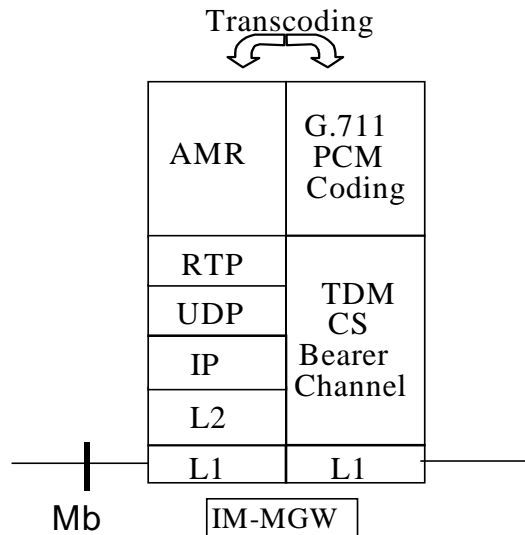 Transcoding
AMR
G.711
PCM
Coding
RTP
UDP
IP
L2
TDM
CS
Bearer
Channel
L1
L1
Mb
IM-MGW